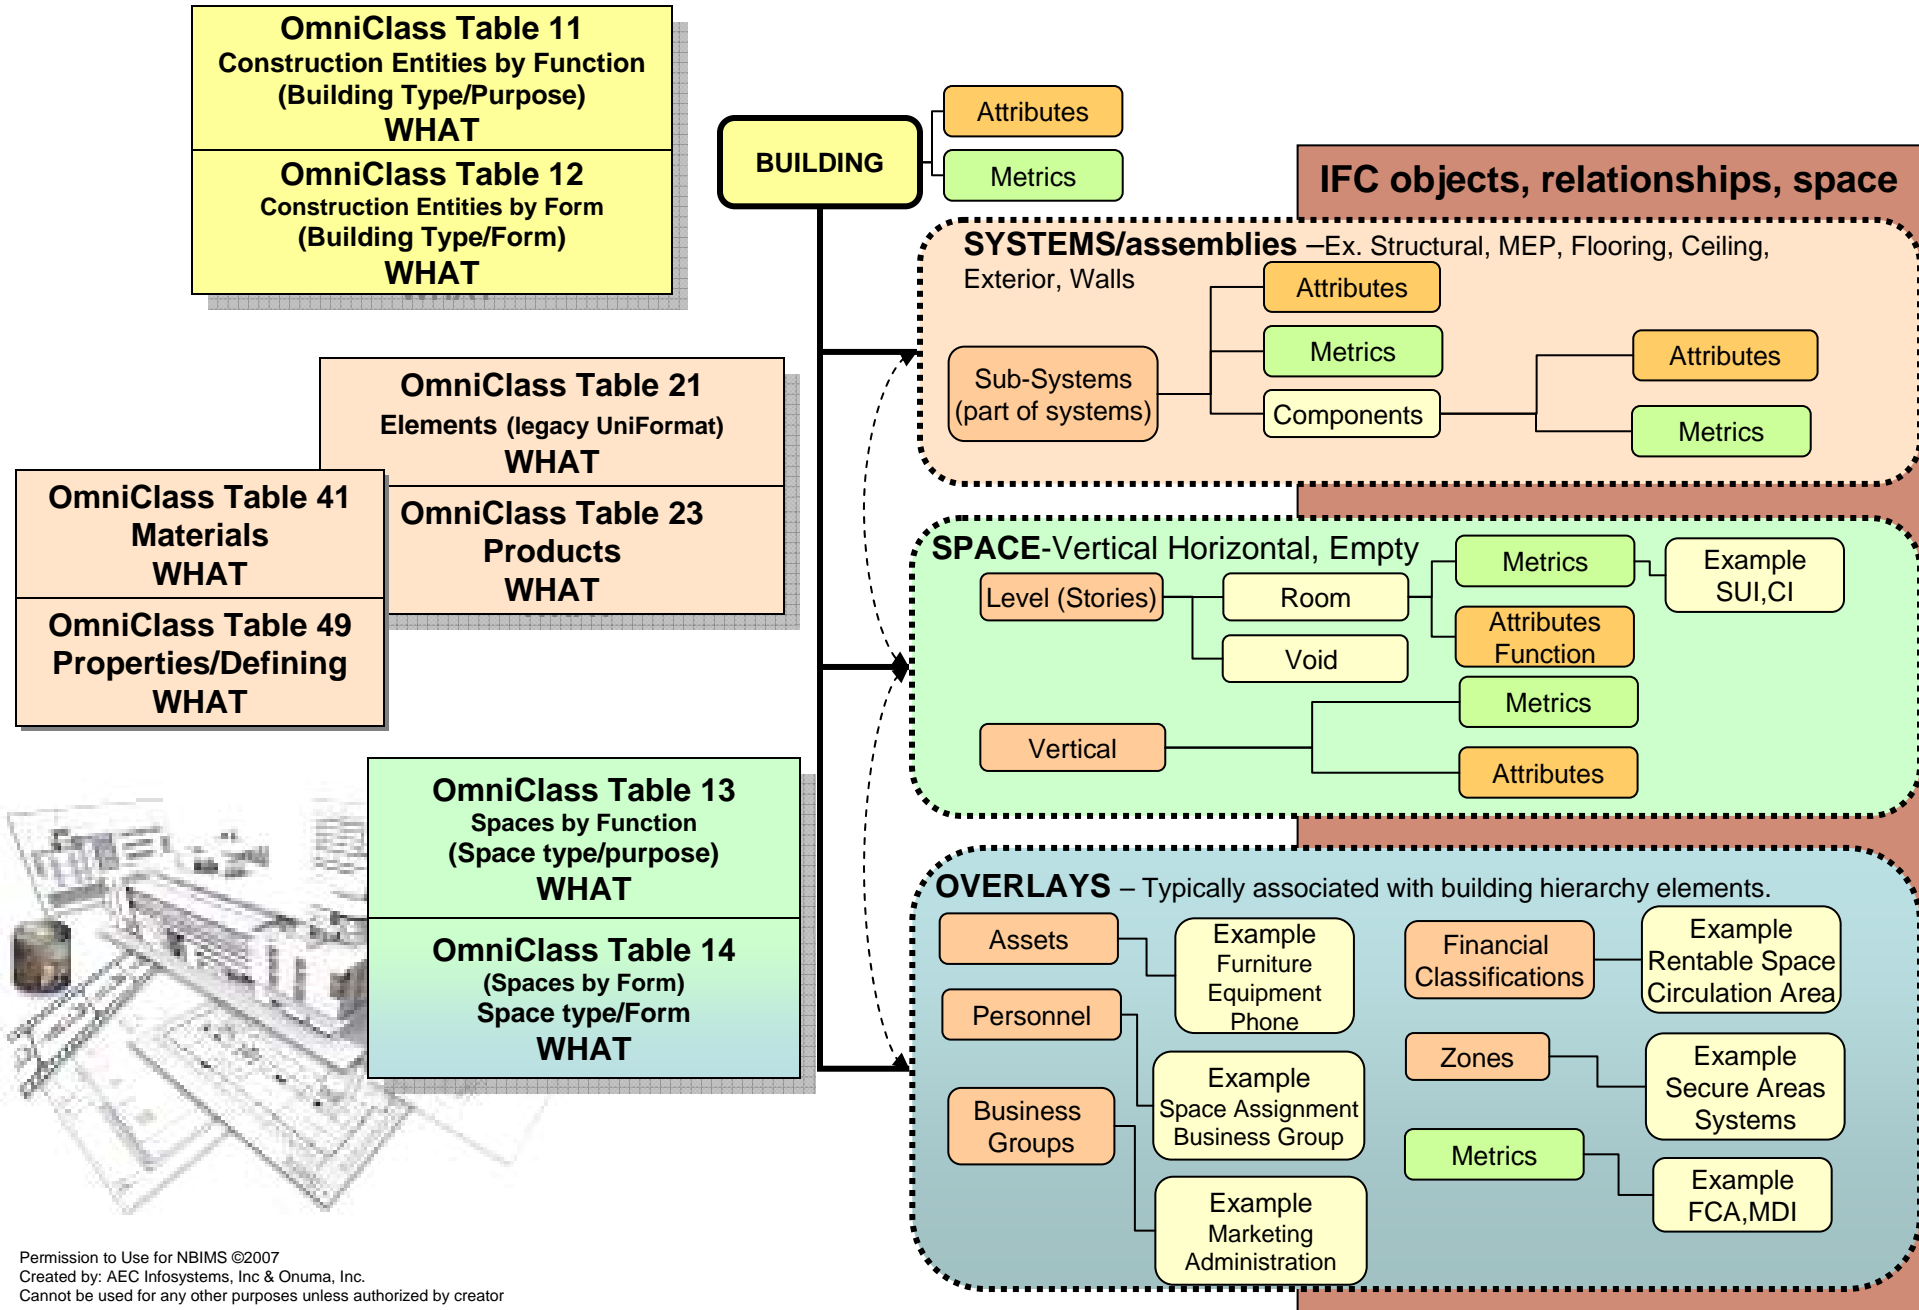 OmniClass Table 11
Construction Entities by Function
(Building Type/Purpose)
WHAT
OmniClass Table 12
Construction Entities by Form
(Building Type/Form)
WHAT
OmniClass Table 21
Elements (legacy UniFormat)
WHAT
OmniClass Table 23
Products
WHAT
OmniClass Table 41
Materials
WHAT
OmniClass Table 49
Properties/Defining
WHAT
OmniClass Table 13
Spaces by Function
(Space type/purpose)
WHAT
OmniClass Table 14
(Spaces by Form)
Space type/Form
WHAT
BUILDING
Attributes
Metrics
IFC objects, relationships, space
SYSTEMS/assemblies –Ex. Structural, MEP, Flooring, Ceiling,
Exterior, Walls
Sub-Systems
(part of systems)
Attributes
Metrics
Components
Attributes
Metrics
SPACE-Vertical Horizontal, Empty
Level (Stories)
Room
Void
Metrics
Example
SUI,CI
Attributes
Function
Vertical
Metrics
Attributes
OVERLAYS – Typically associated with building hierarchy elements.
Assets
Example
Furniture
Equipment
Phone
Personnel
Example
Space Assignment
Business Group
Business
Groups
Example
Marketing
Administration
Financial
Classifications
Example
Rentable Space
Circulation Area
Zones
Example
Secure Areas
Systems
Metrics
Example
FCA,MDI
Permission to Use for NBIMS ©2007
Created by: AEC Infosystems, Inc & Onuma, Inc.
Cannot be used for any other purposes unless authorized by creator